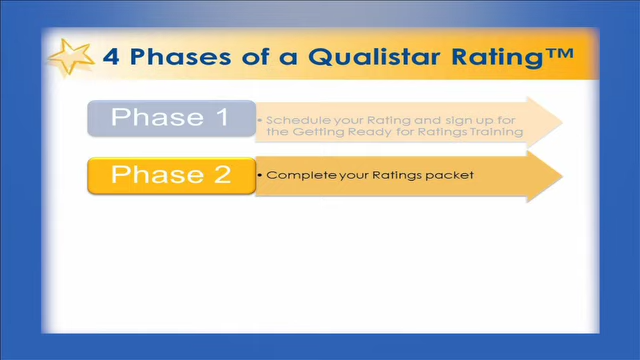 4 Phases of a Qualistar Rating™
Phase 1
• Schedule your Rating and sign up for
the Getting Ready for Ratings Training
Phase 2
• Complete your Ratings packet